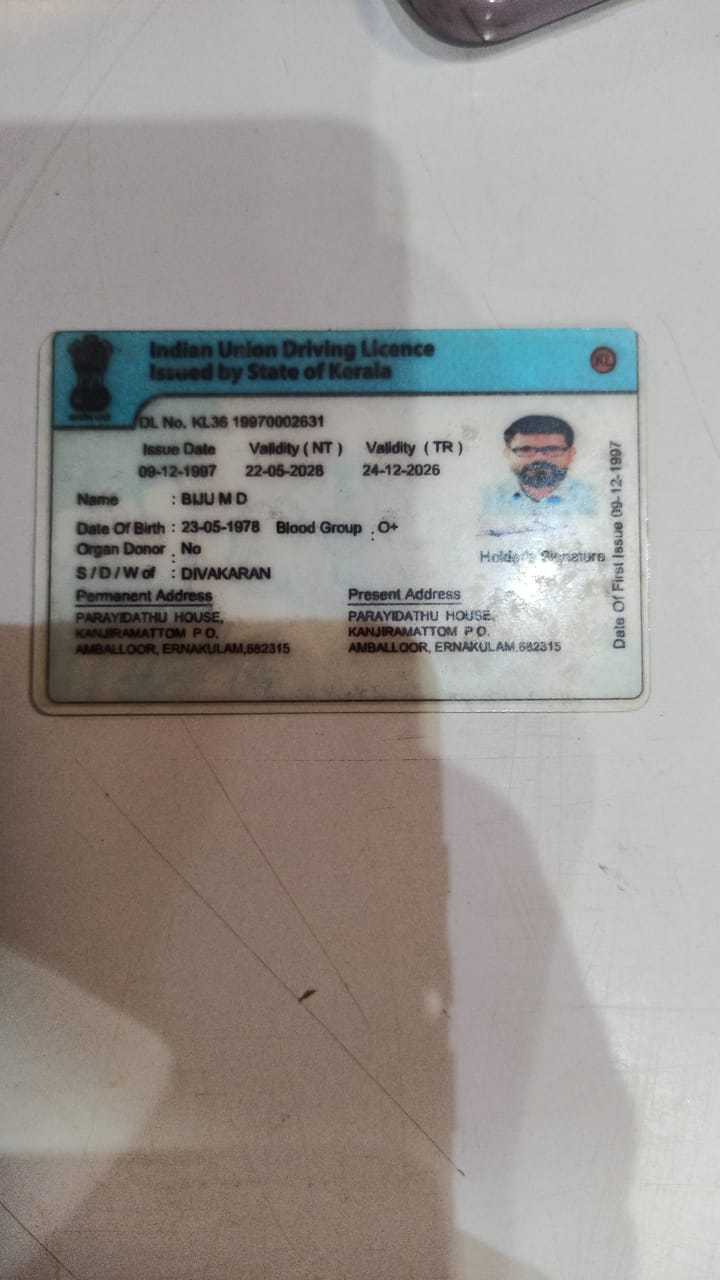 Indian Union Driving Licence
Issued by State of Kerala
DL No. KL36 19970002631
Issue Date Validity ( NT ) Validity ( TR )
09-12-1997 22-05-2028 24-12-2026
Name : BIJU M D
Date Of Birth : 23-05-1978 Blood Group : O+
Organ Donor : No
Holder's Signature
S / D / W of : DIVAKARAN
Permanent Address Present Address
PARAYIDATHU HOUSE, PARAYIDATHU HOUSE,
KANJIRAMATTOM P O, KANJIRAMATTOM P O,
AMBALLOOR, ERNAKULAM,682315 AMBALLOOR, ERNAKULAM,682315
Date Of First Issue 09-12-1997